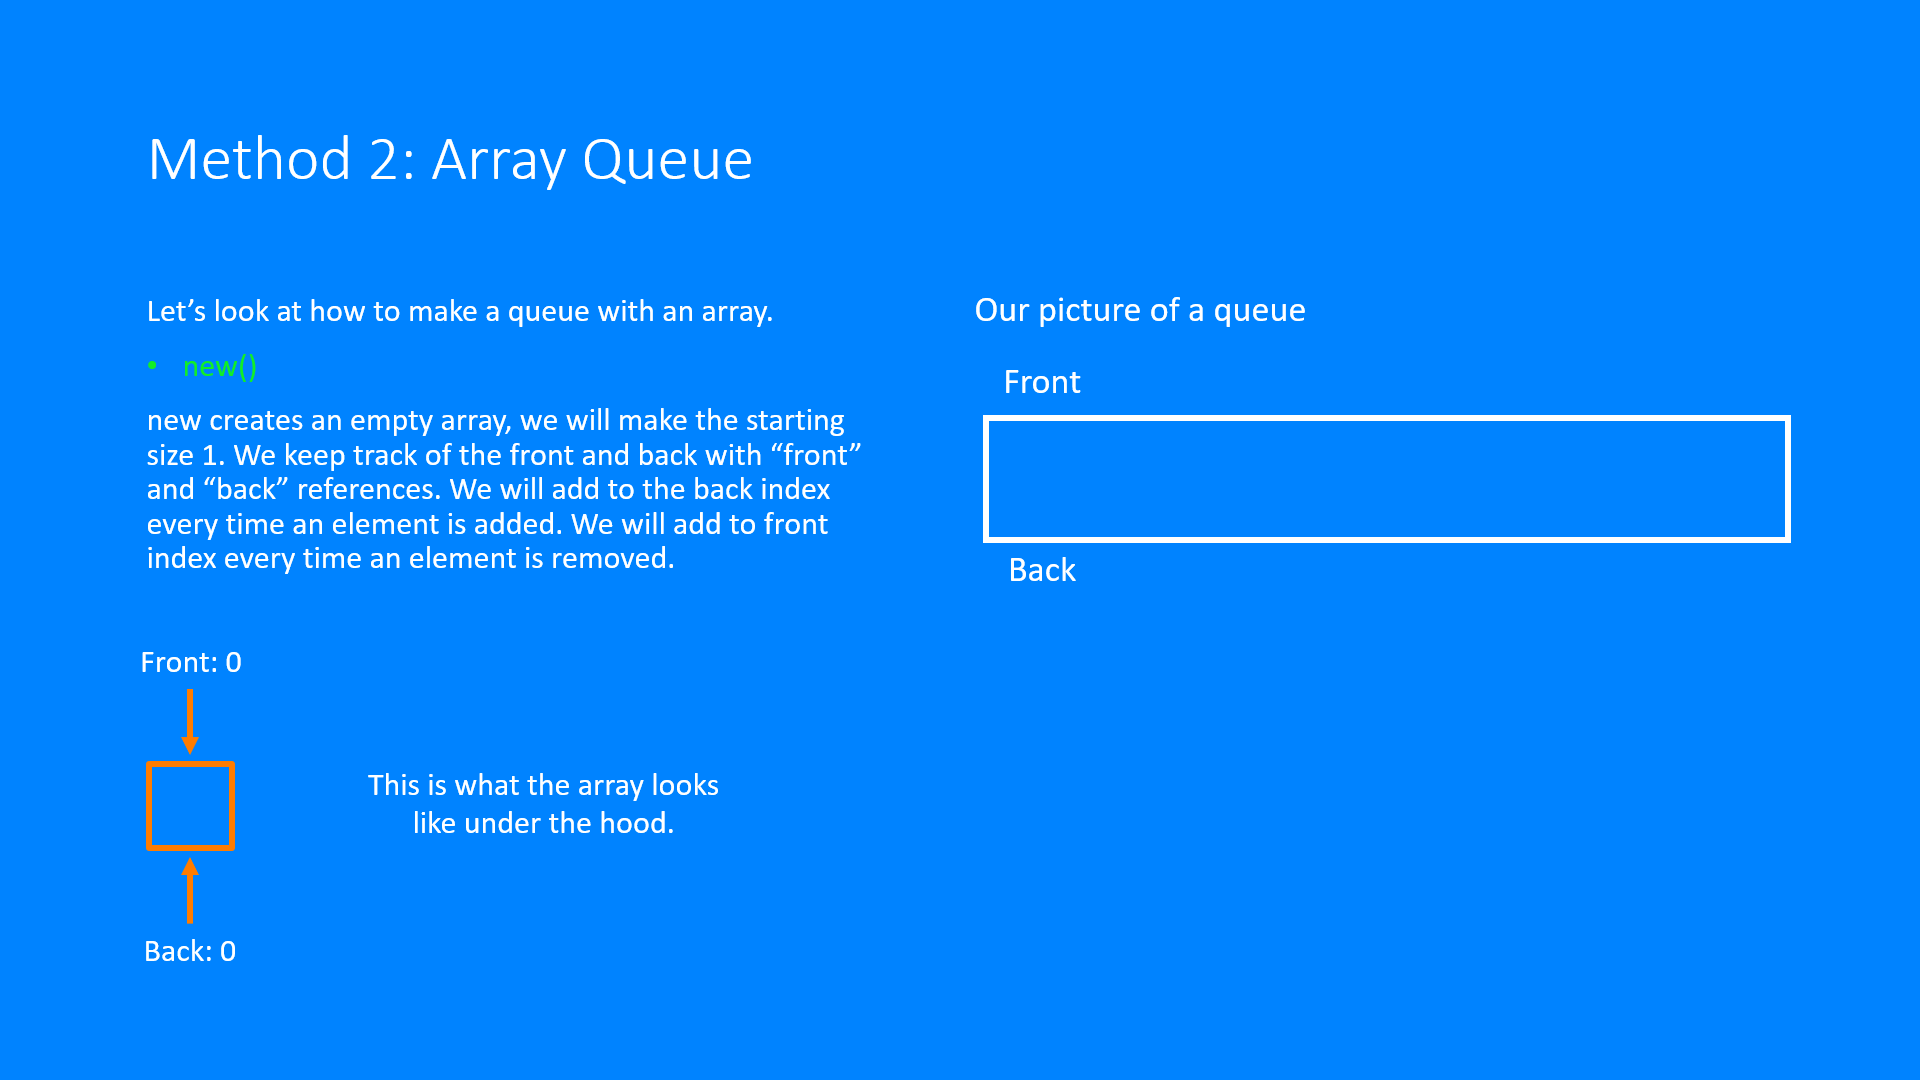 Method 2: Array Queue
Let’s look at how to make a queue with an array.
• new()
new creates an empty array, we will make the starting
size 1. We keep track of the front and back with “front”
and “back” references. We will add to the back index
every time an element is added. We will add to front
index every time an element is removed.
Front: 0
This is what the array looks
like under the hood.
Back: 0
Our picture of a queue
Front
Back